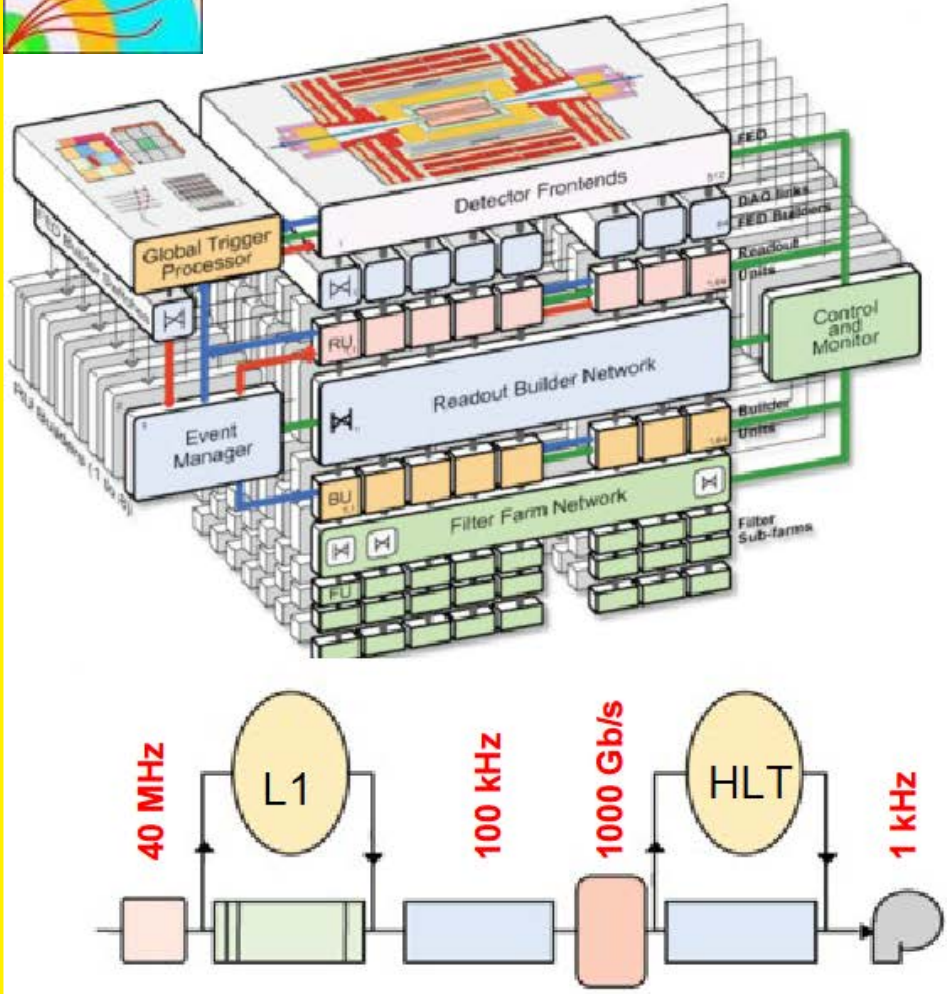 FED
512
Detector Frontends
DAQ links
FED Builders
Global Trigger
Processor
Readout
Units
RU
Control
and
Monitor
Readout Builder Network
Event
Manager
Builder
Units
BU
Filter Farm Network
Filter
Sub-farms
FU
40 MHz
L1
100 kHz
1000 Gb/s
HLT
1 kHz